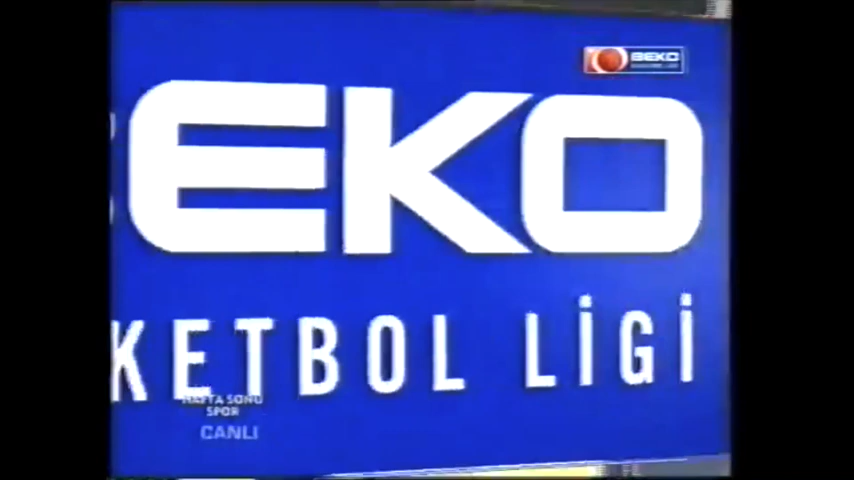 BEKO
EKO
KETBOL LİGİ
HAFTA SONU
SPOR
CANLI